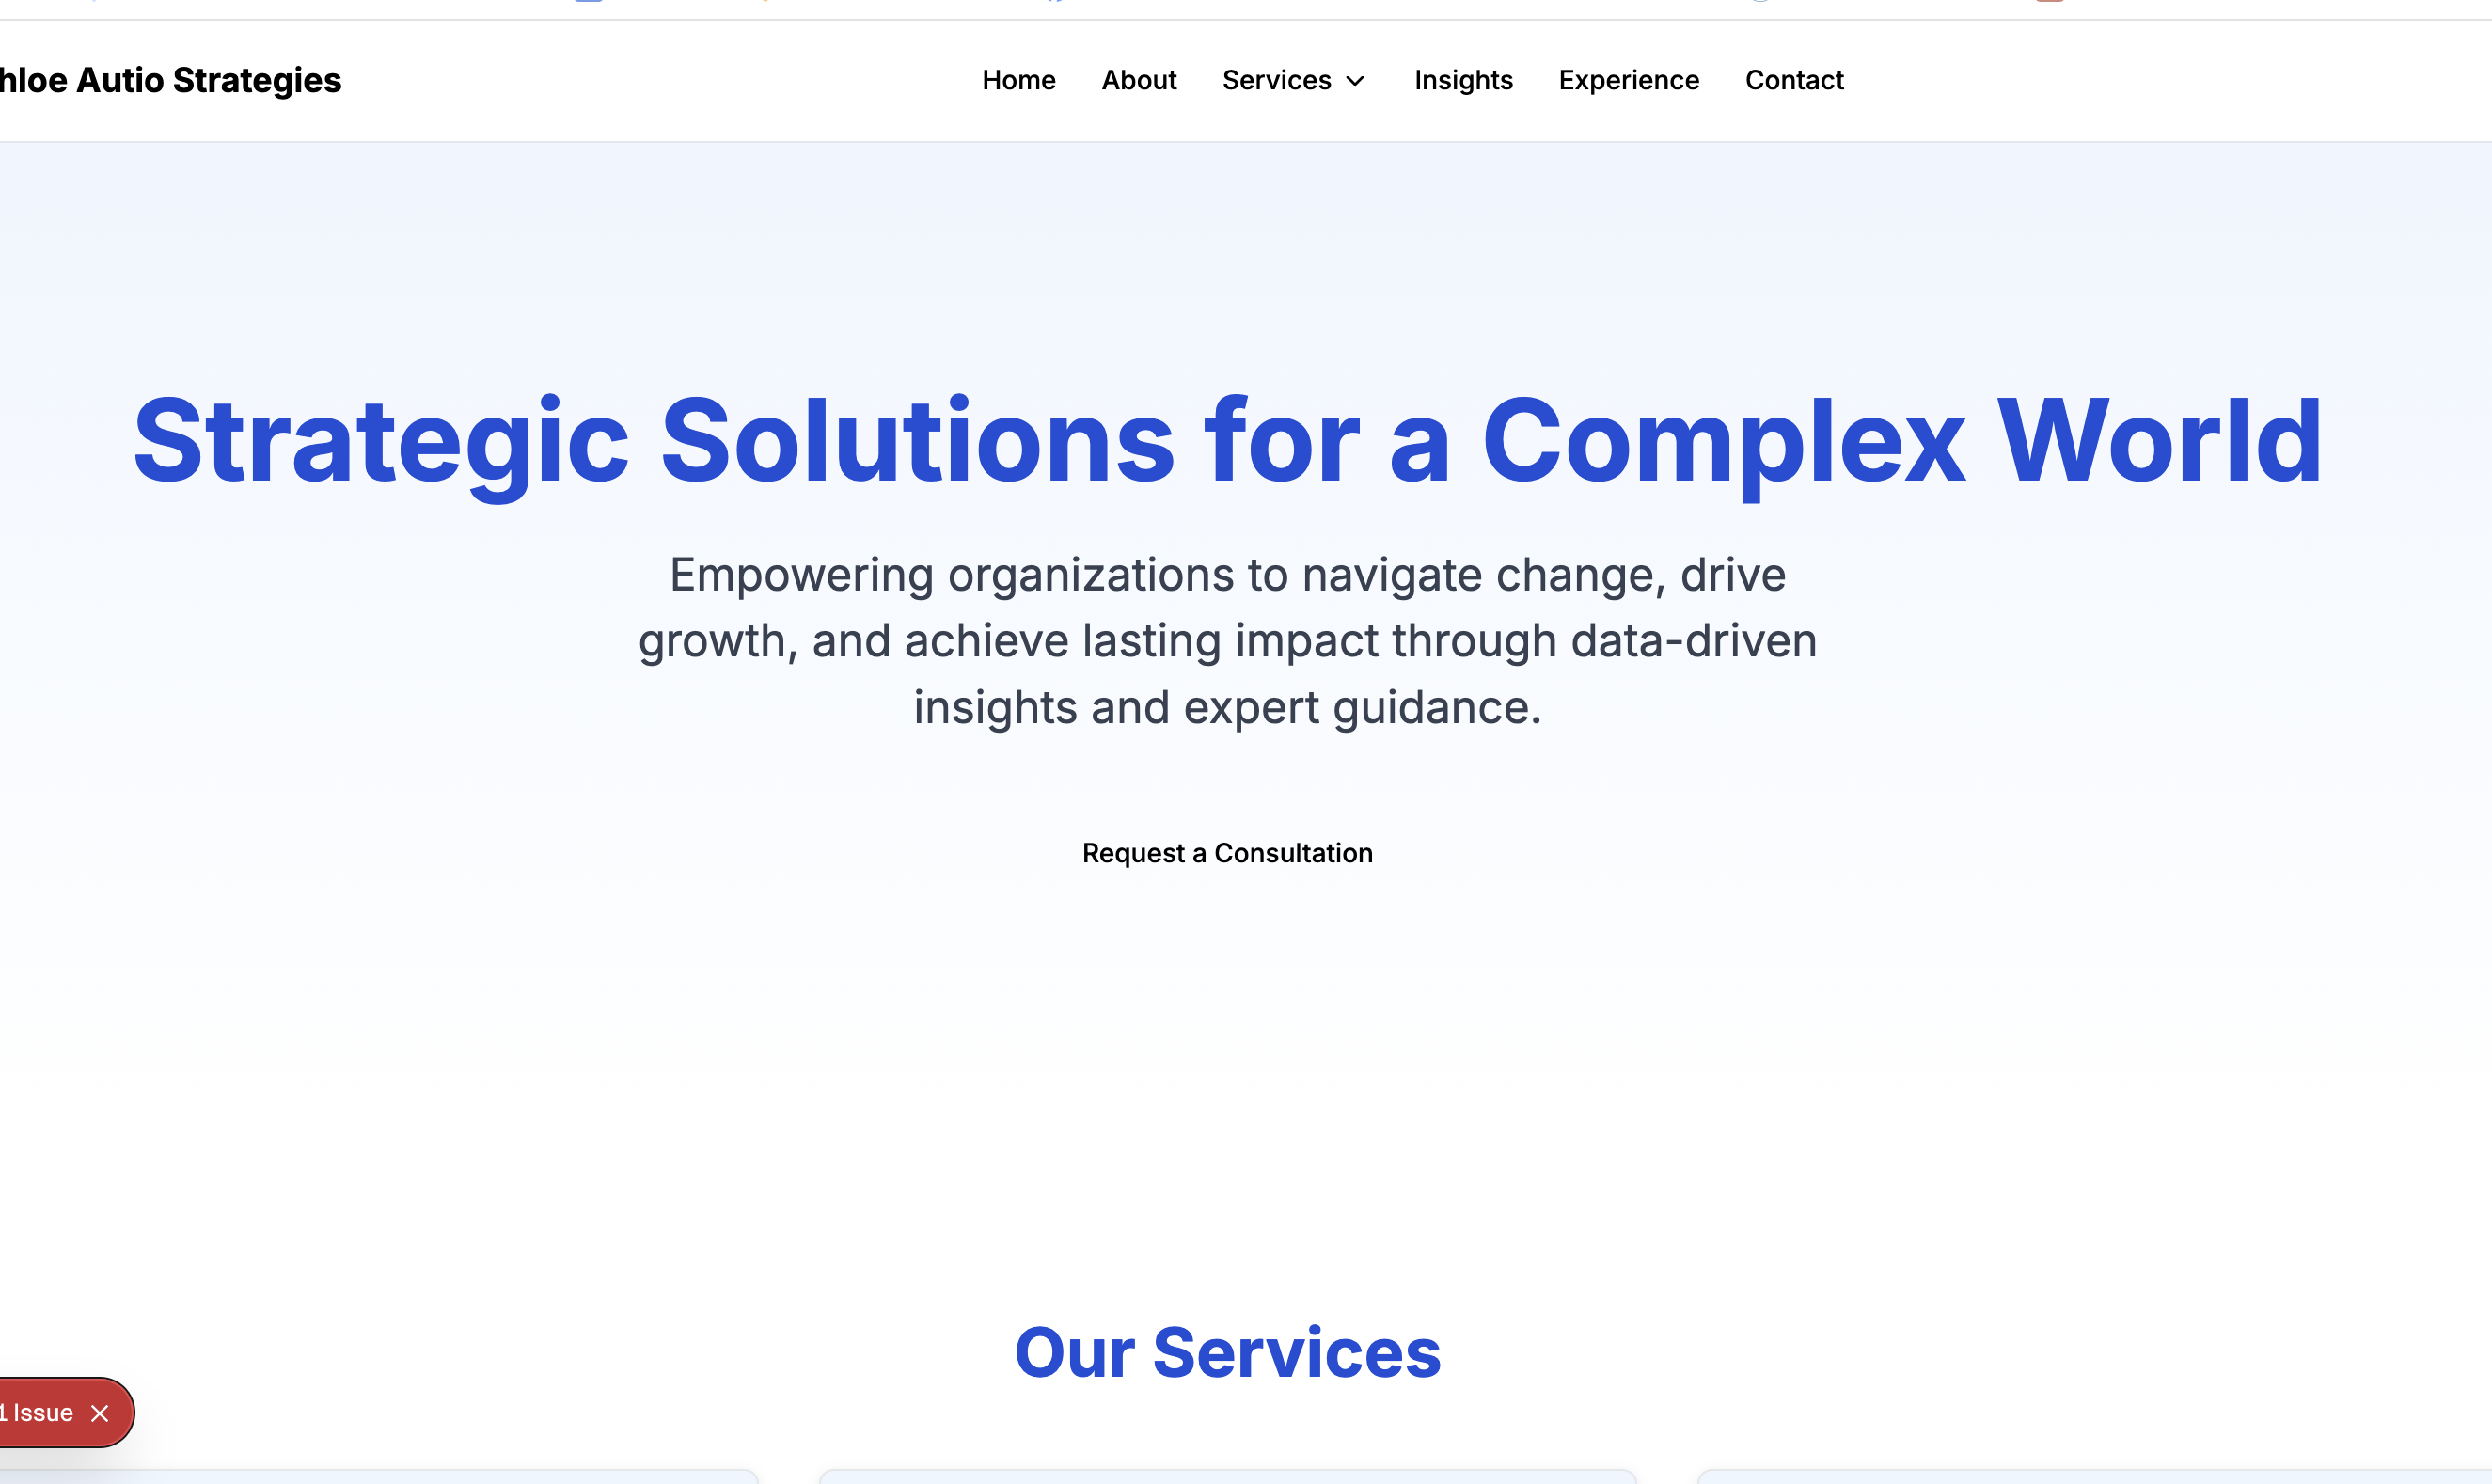 hloe Autio Strategies
Home About Services Insights Experience Contact
Strategic Solutions for a Complex World
Empowering organizations to navigate change, drive
growth, and achieve lasting impact through data-driven
insights and expert guidance.
Request a Consultation
Our Services
1 Issue